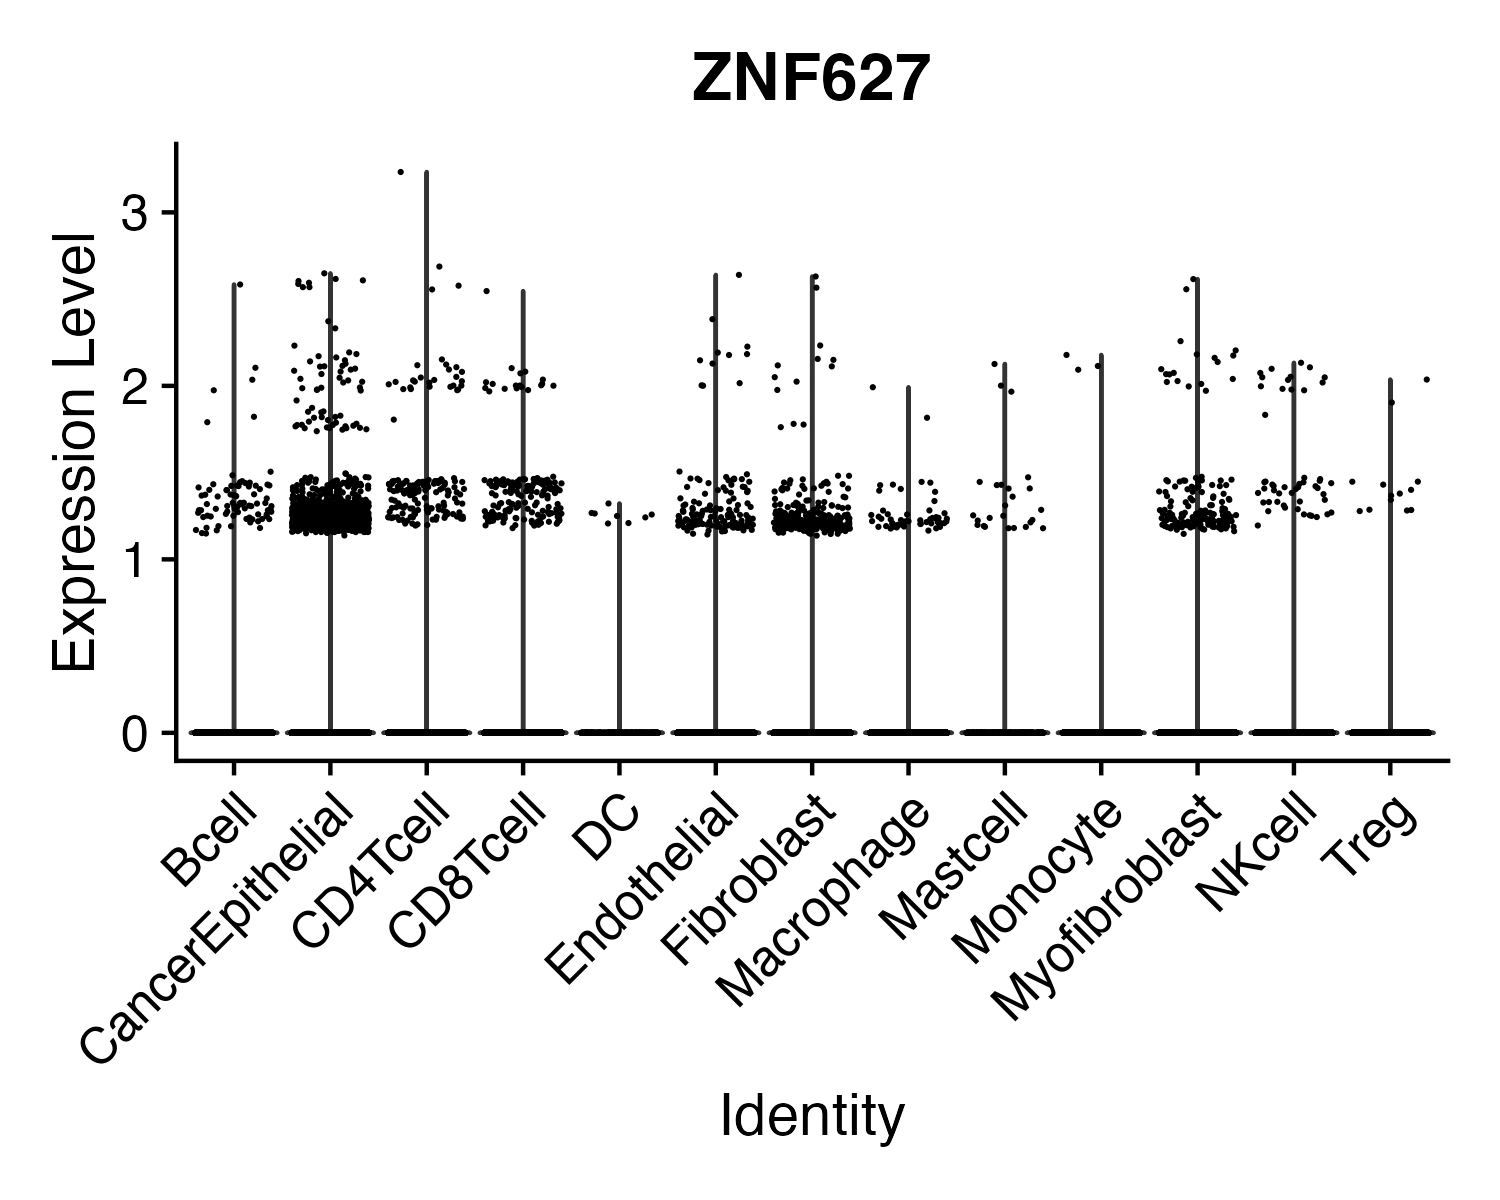 ZNF627
Expression Level
3
2
1
0
Bcell
CancerEpithelial
CD4Tcell
CD8Tcell
DC
Endothelial
Fibroblast
Macrophage
Mastcell
Monocyte
Myofibroblast
NKcell
Treg
Identity